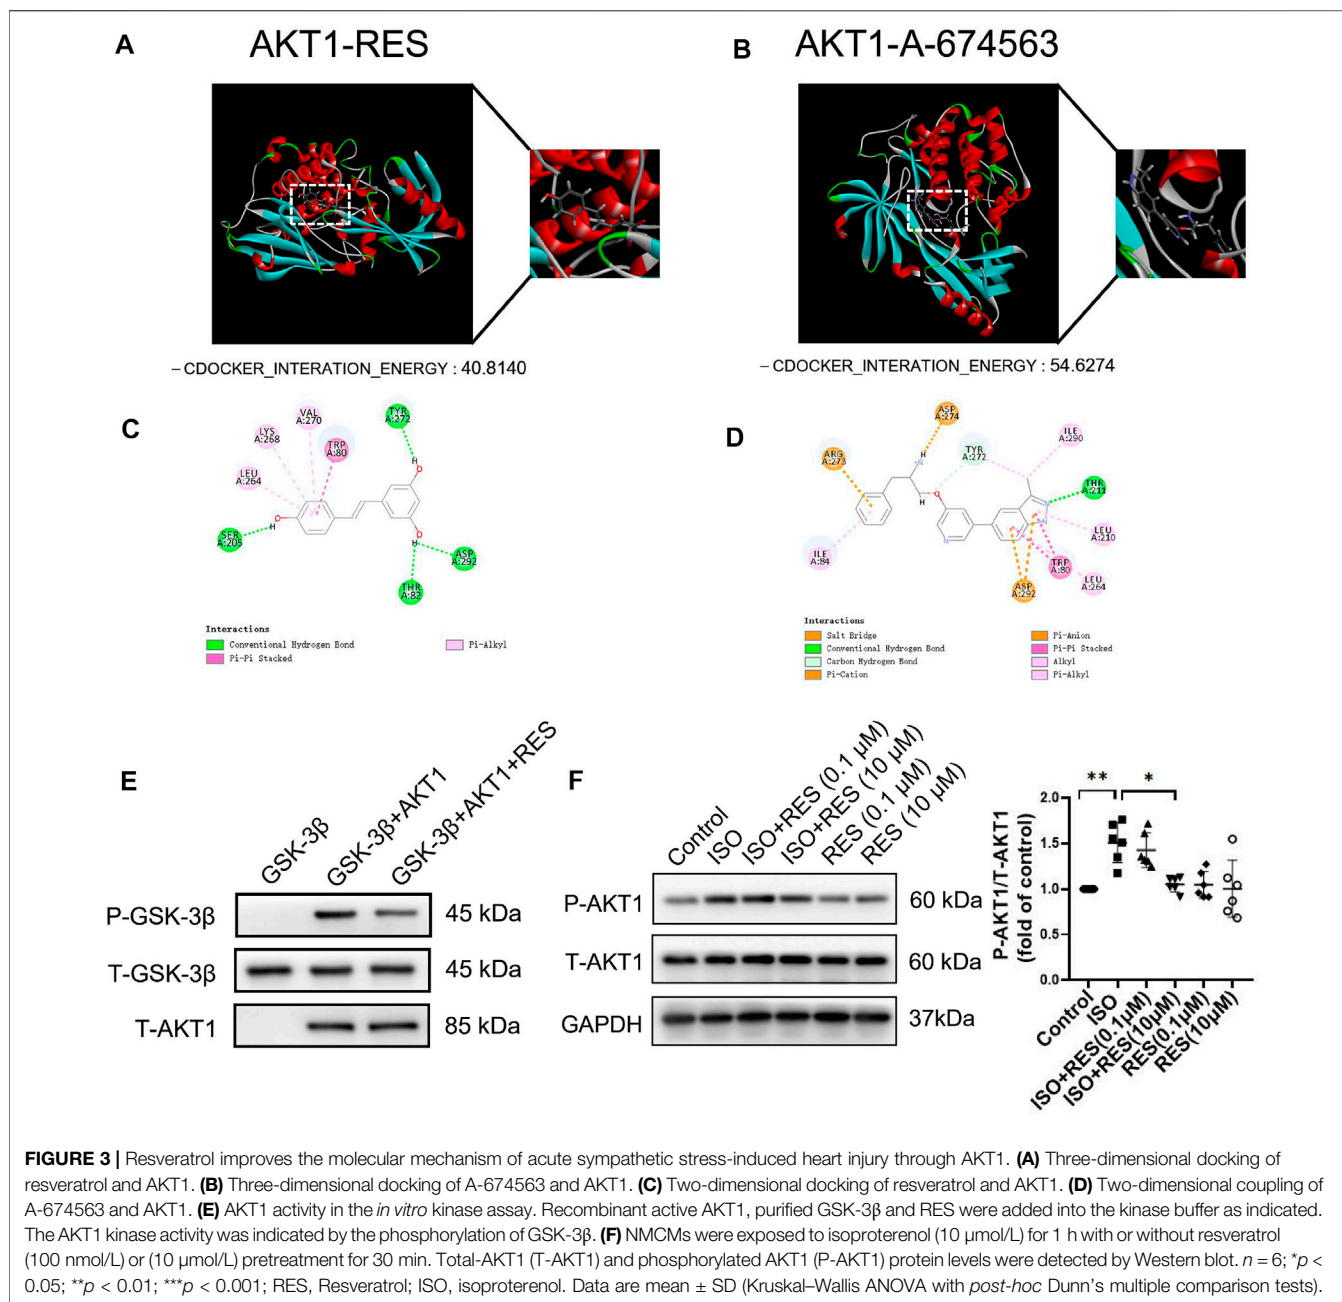 A
AKT1-RES
B
AKT1-A-674563
– CDOCKER_INTERATION_ENERGY : 40.8140
– CDOCKER_INTERATION_ENERGY : 54.6274
C
TYR
A:272
VAL
A:270
LYS
A:268
TRP
A:80
LEU
A:264
H
O
O
H
SER
A:205
O
H
ASP
A:292
THR
A:82
Interactions
Conventional Hydrogen Bond
Pi-Pi Stacked
Pi-Alkyl
D
ASP
A:274
ILE
A:290
ARG
A:273
H
N
TYR
A:272
THR
A:211
H
O
N
N
LEU
A:210
ILE
A:84
N
TRP
A:80
ASP
A:292
LEU
A:264
Interactions
Salt Bridge
Conventional Hydrogen Bond
Carbon Hydrogen Bond
Pi-Cation
Pi-Anion
Pi-Pi Stacked
Alkyl
Pi-Alkyl
E
GSK-3β
GSK-3β+AKT1
GSK-3β+AKT1+RES
P-GSK-3β
45 kDa
T-GSK-3β
45 kDa
T-AKT1
85 kDa
F
Control
ISO
ISO+RES (0.1 μM)
ISO+RES (10 μM)
RES (0.1 μM)
RES (10 μM)
P-AKT1
60 kDa
T-AKT1
60 kDa
GAPDH
37kDa
P-AKT1/T-AKT1
(fold of control)
2.0
1.5
1.0
0.5
0.0
**
*
Control
ISO
ISO+RES(0.1μM)
ISO+RES(10μM)
RES(0.1μM)
RES(10μM)
FIGURE 3 | Resveratrol improves the molecular mechanism of acute sympathetic stress-induced heart injury through AKT1. (A) Three-dimensional docking of
resveratrol and AKT1. (B) Three-dimensional docking of A-674563 and AKT1. (C) Two-dimensional docking of resveratrol and AKT1. (D) Two-dimensional coupling of
A-674563 and AKT1. (E) AKT1 activity in the in vitro kinase assay. Recombinant active AKT1, purified GSK-3β and RES were added into the kinase buffer as indicated.
The AKT1 kinase activity was indicated by the phosphorylation of GSK-3β. (F) NMCMs were exposed to isoproterenol (10 μmol/L) for 1 h with or without resveratrol
(100 nmol/L) or (10 μmol/L) pretreatment for 30 min. Total-AKT1 (T-AKT1) and phosphorylated AKT1 (P-AKT1) protein levels were detected by Western blot. n = 6; *p <
0.05; **p < 0.01; ***p < 0.001; RES, Resveratrol; ISO, isoproterenol. Data are mean ± SD (Kruskal–Wallis ANOVA with post-hoc Dunn's multiple comparison tests).